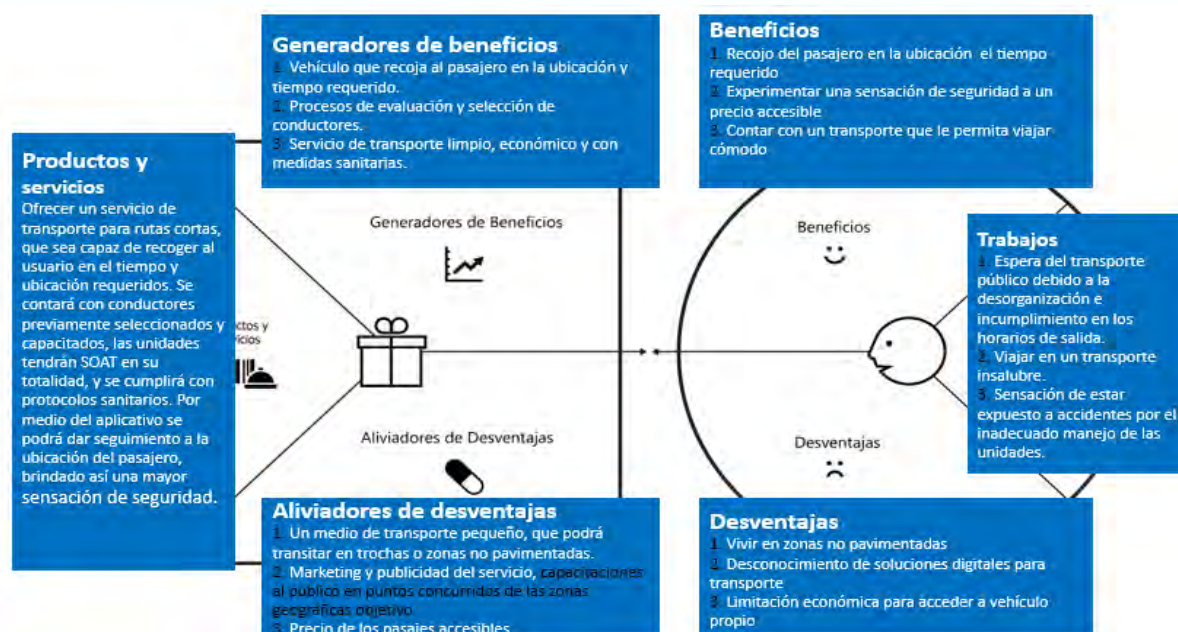 Generadores de beneficios
1. Vehículo que recoja al pasajero en la ubicación y
tiempo requerido.
2. Procesos de evaluación y selección de
conductores.
3. Servicio de transporte limpio, económico y con
medidas sanitarias.
Beneficios
1. Recojo del pasajero en la ubicación el tiempo
requerido
2. Experimentar una sensación de seguridad a un
precio accesible
3. Contar con un transporte que le permita viajar
cómodo
Productos y
servicios
Ofrecer un servicio de
transporte para rutas cortas,
que sea capaz de recoger al
usuario en el tiempo y
ubicación requeridos. Se
contará con conductores
previamente seleccionados y
capacitados, las unidades
tendrán SOAT en su
totalidad, y se cumplirá con
protocolos sanitarios. Por
medio del aplicativo se
podrá dar seguimiento a la
ubicación del pasajero,
brindado así una mayor
sensación de seguridad.
ctos y
icios
Generadores de Beneficios
Aliviadores de Desventajas
Beneficios
Desventajas
Trabajos
1. Espera del transporte
público debido a la
desorganización e
incumplimiento en los
horarios de salida.
2. Viajar en un transporte
insalubre.
3. Sensación de estar
expuesto a accidentes por el
inadecuado manejo de las
unidades.
Aliviadores de desventajas
1. Un medio de transporte pequeño, que podrá
transitar en trochas o zonas no pavimentadas.
2. Marketing y publicidad del servicio, capacitaciones
al público en puntos concurridos de las zonas
geográficas objetivo
3. Precio de los pasajes accesibles
Desventajas
1. Vivir en zonas no pavimentadas
2. Desconocimiento de soluciones digitales para
transporte
3. Limitación económica para acceder a vehículo
propio